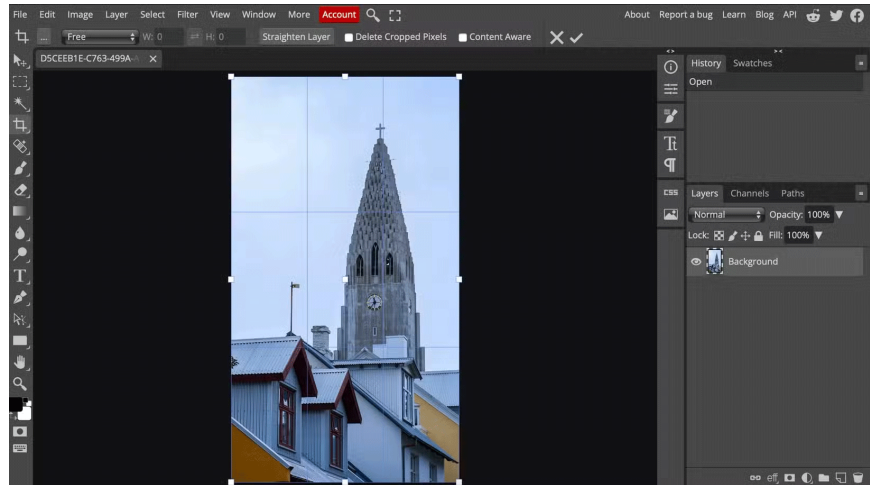 File Edit Image Layer Select Filter View Window More Account About Report a bug Learn Blog API
... Free W: 0 H: 0 Straighten Layer Delete Cropped Pixels Content Aware
D5CEEB1E-C763-499A-A
History Swatches
Open
CSS Layers Channels Paths
Normal Opacity: 100%
Lock: Fill: 100%
Background
eff